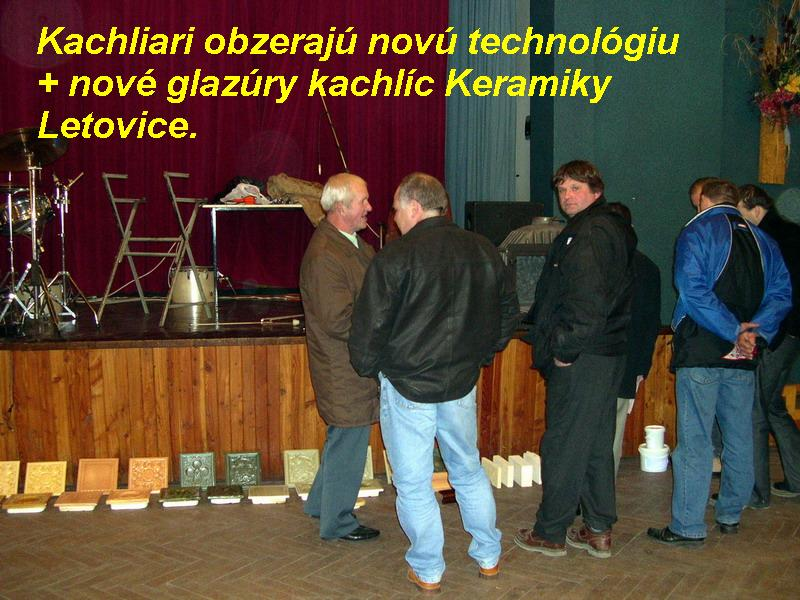 Kachliari obzerajú novú technológiu
+ nové glazúry kachlíc Keramiky
Letovice.